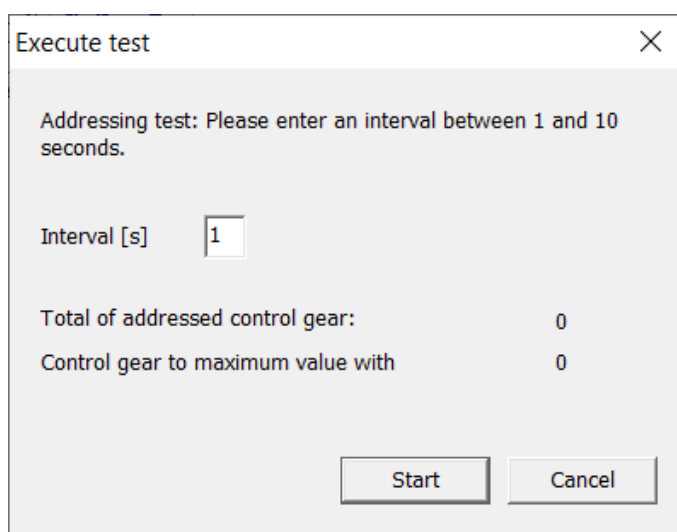 Execute test
Addressing test: Please enter an interval between 1 and 10
seconds.
Interval [s] 1
Total of addressed control gear: 0
Control gear to maximum value with 0
Start Cancel